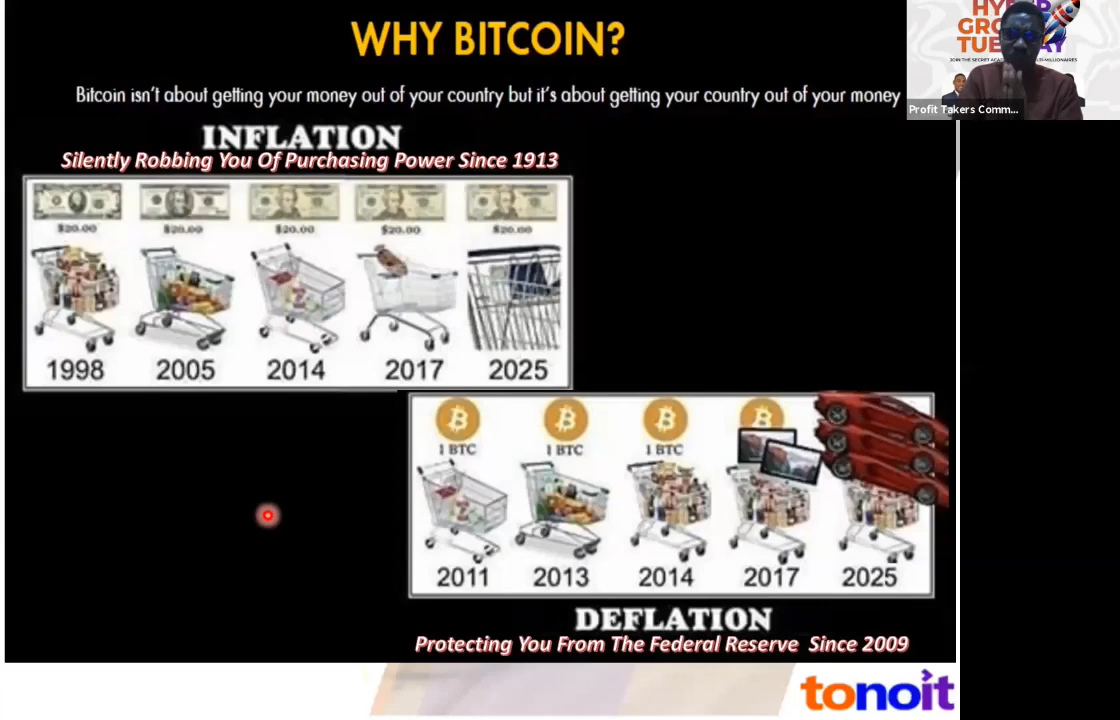 WHY BITCOIN?
Bitcoin isn't about getting your money out of your country but it's about getting your country out of your money
INFLATION
Silently Robbing You Of Purchasing Power Since 1913
$20.00 $20.00 $20.00 $20.00 $20.00
1998 2005 2014 2017 2025
1 BTC 1 BTC 1 BTC
2011 2013 2014 2017 2025
DEFLATION
Protecting You From The Federal Reserve Since 2009
tonoit
JOIN THE SECRET
Profit Takers Comm...